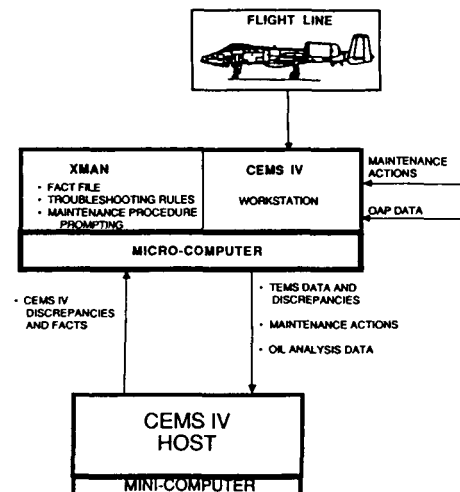 FLIGHT LINE
XMAN
· FACT FILE
· TROUBLESHOOTING RULES
· MAINTENANCE PROCEDURE
PROMPTING
CEMS IV
WORKSTATION
MAINTENANCE
ACTIONS
OAP DATA
MICRO-COMPUTER
· CEMS IV
DISCREPANCIES
AND FACTS
· TEMS DATA AND
DISCREPANCIES
· MAINTENANCE ACTIONS
· OIL ANALYSIS DATA
CEMS IV
HOST
MINI-COMPUTER